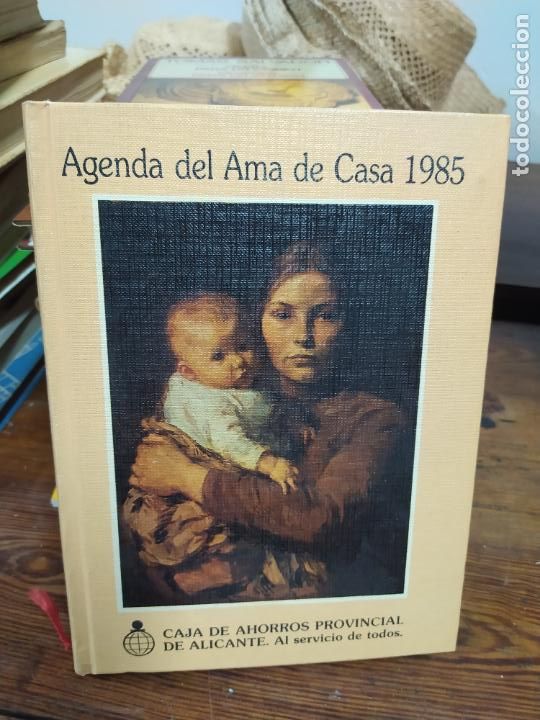 Agenda del Ama de Casa 1985
CAJA DE AHORROS PROVINCIAL
DE ALICANTE. Al servicio de todos.
todocoleccion